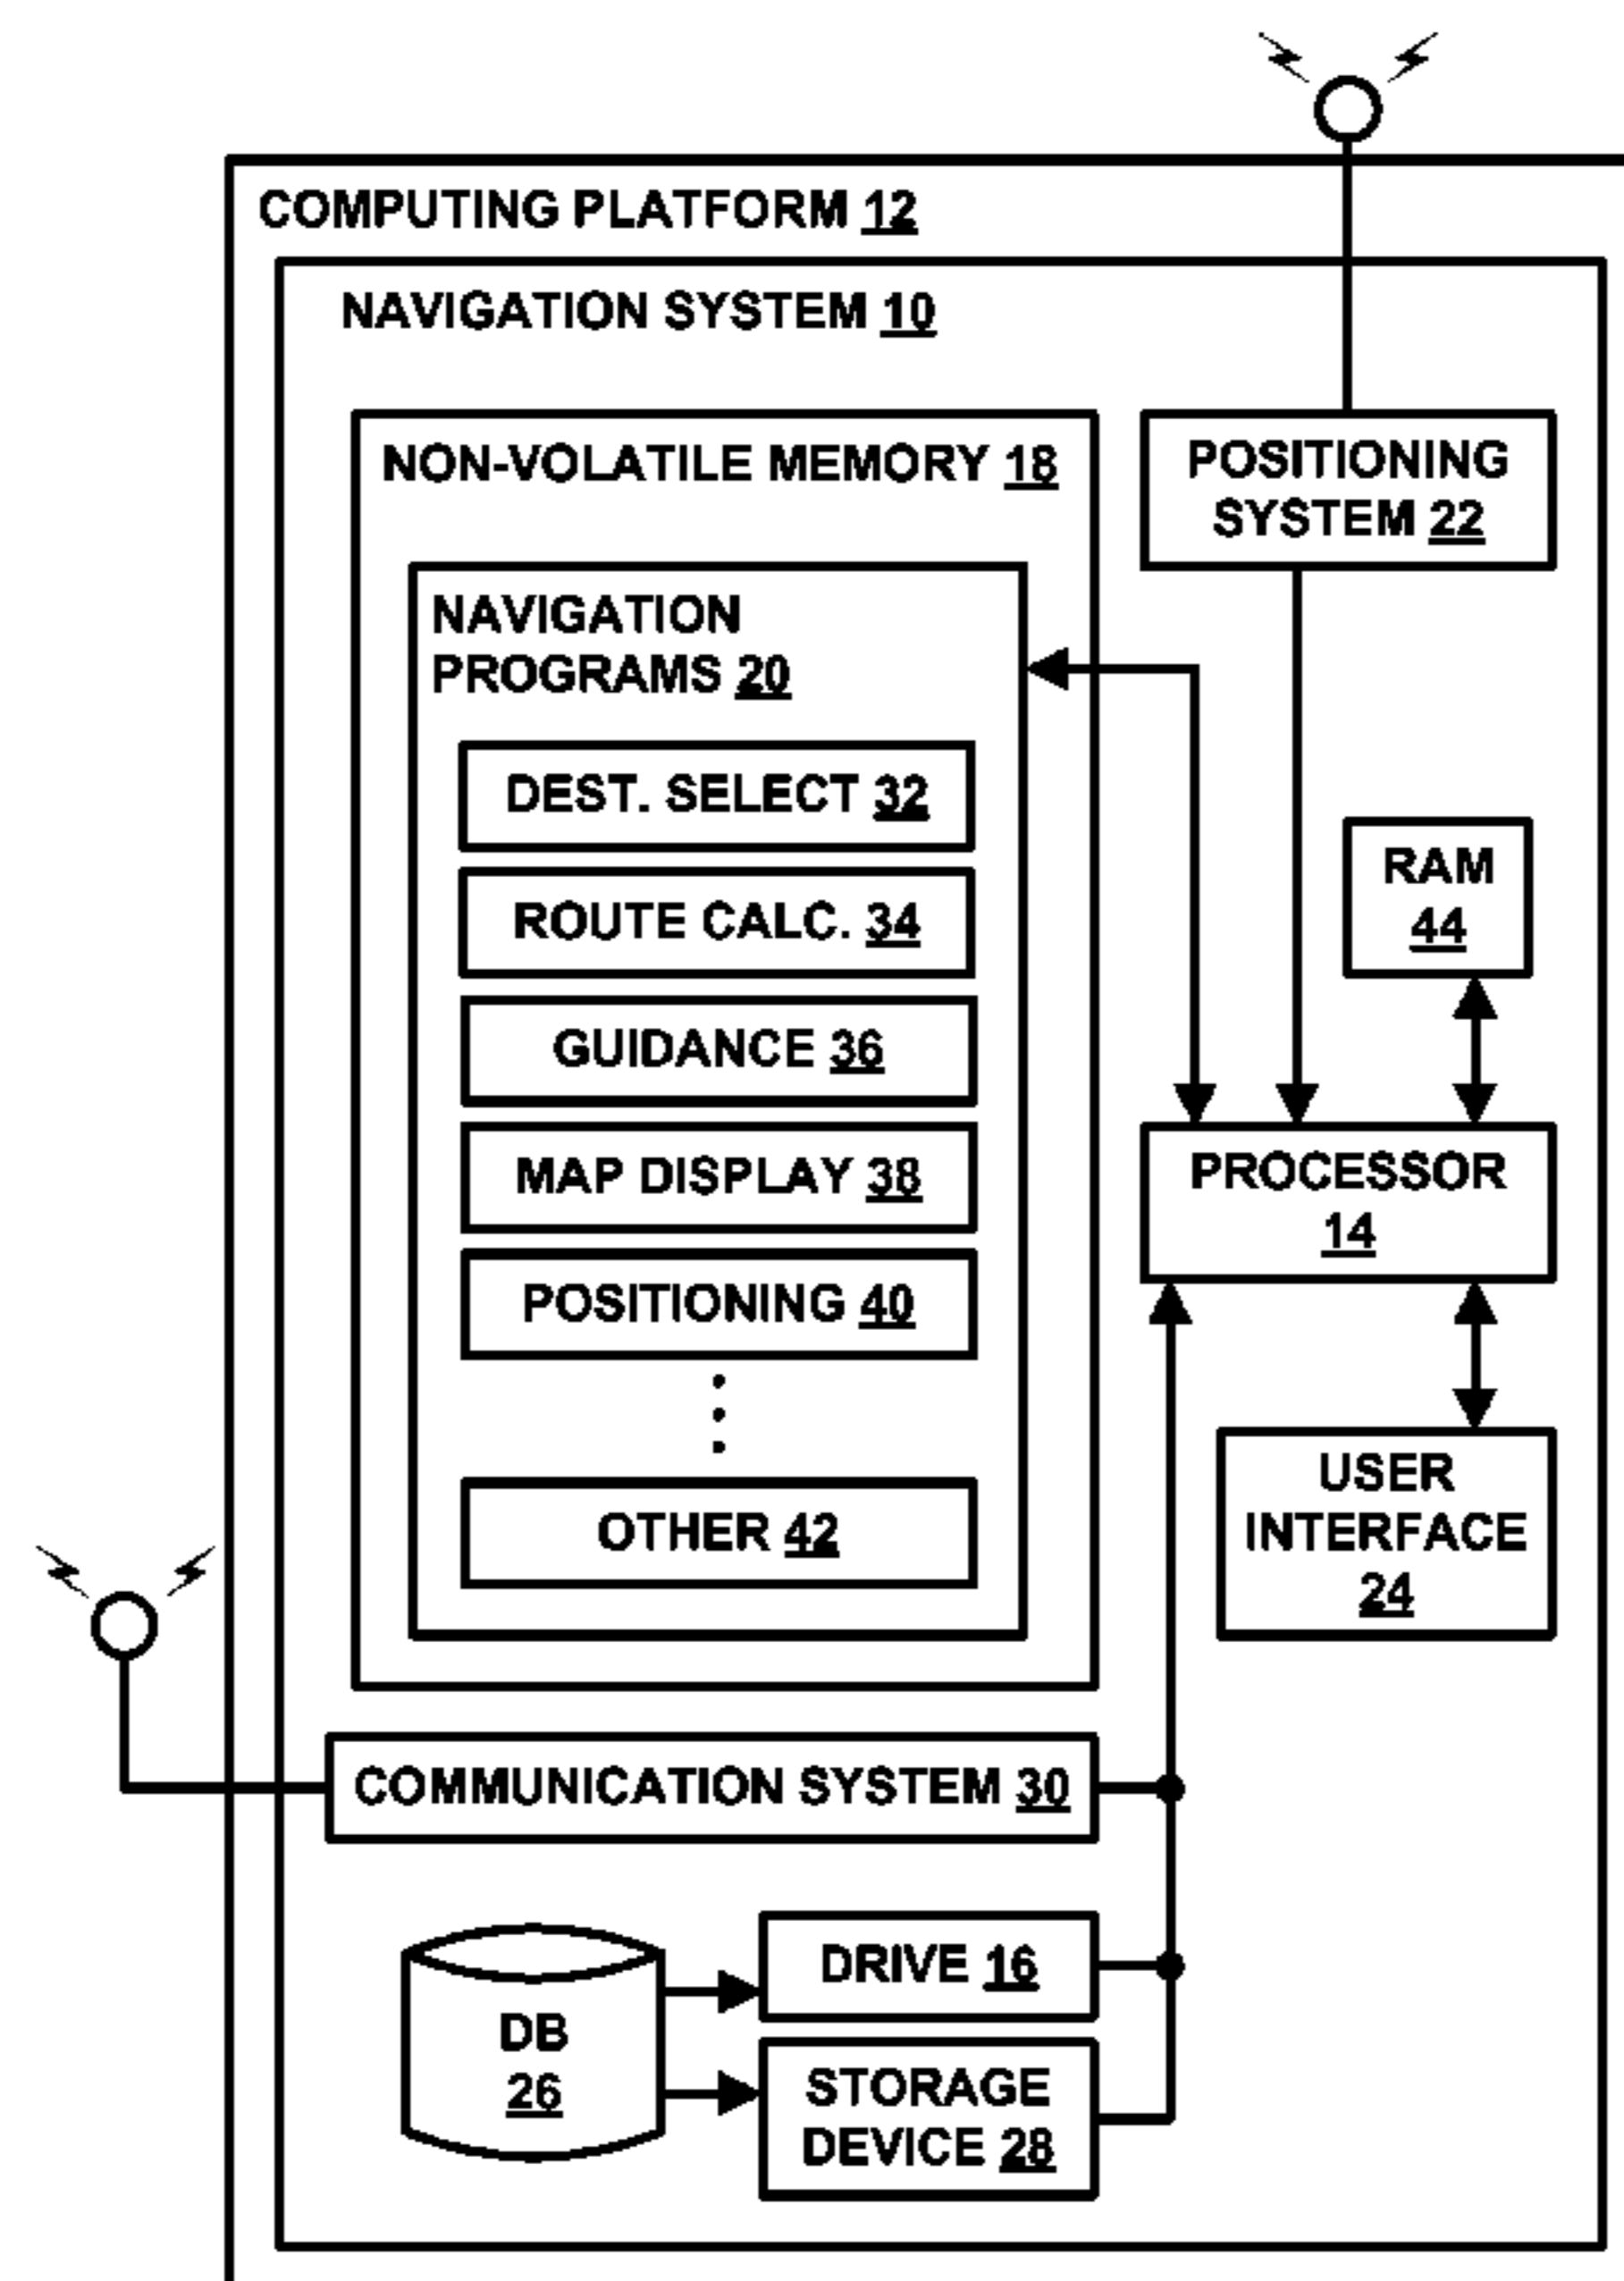 COMPUTING PLATFORM 12
NAVIGATION SYSTEM 10
NON-VOLATILE MEMORY 18
POSITIONING
SYSTEM 22
NAVIGATION
PROGRAMS 20
DEST. SELECT 32
ROUTE CALC. 34
GUIDANCE 36
MAP DISPLAY 38
POSITIONING 40
OTHER 42
RAM
44
PROCESSOR
14
USER
INTERFACE
24
COMMUNICATION SYSTEM 30
DB
26
DRIVE 16
STORAGE
DEVICE 28